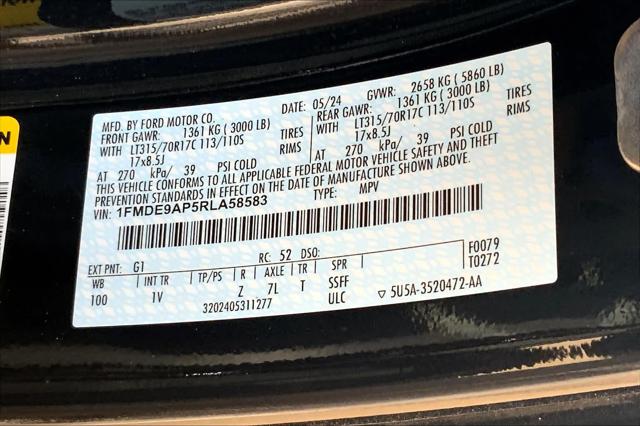 MFD. BY FORD MOTOR CO. DATE: 05/24 GVWR: 2658 KG ( 5860 LB)
FRONT GAWR: 1361 KG ( 3000 LB) REAR GAWR: 1361 KG ( 3000 LB)
WITH LT315/70R17C 113/110S TIRES WITH LT315/70R17C 113/110S TIRES
17x8.5J RIMS 17x8.5J RIMS
AT 270 kPa/ 39 PSI COLD AT 270 kPa/ 39 PSI COLD
THIS VEHICLE CONFORMS TO ALL APPLICABLE FEDERAL MOTOR VEHICLE SAFETY AND THEFT
PREVENTION STANDARDS IN EFFECT ON THE DATE OF MANUFACTURE SHOWN ABOVE.
VIN: 1FMDE9AP5RLA58583 TYPE: MPV
EXT PNT: G1 RC: 52 DSO: F0079
WB INT TR TP/PS R AXLE TR SPR T0272
100 1V Z 7L T SSFF
3202405311277 ULC ▽ 5U5A-3520472-AA
N